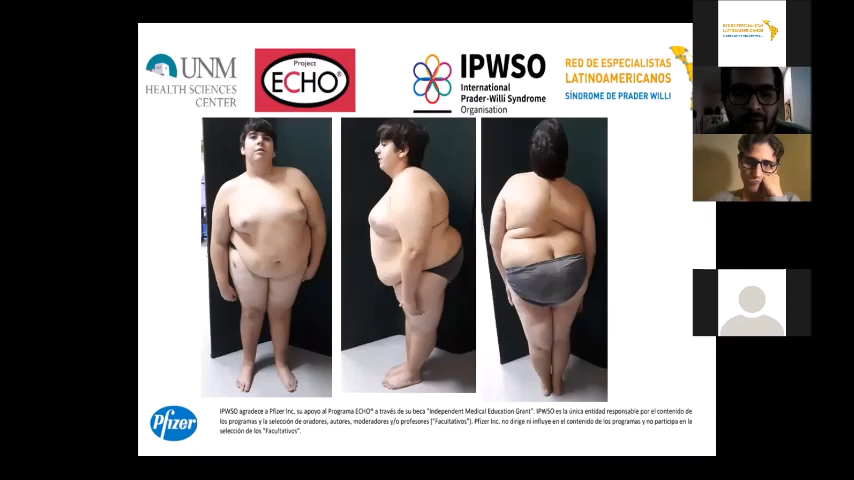 UNM
HEALTH SCIENCES
CENTER
Project
ECHO®
IPWSO
International
Prader-Willi Syndrome
Organisation
RED DE ESPECIALISTAS
LATINOAMERICANOS
SÍNDROME DE PRADER WILLI
RED DE ESPECIALISTAS
LATINOAMERICANOS
Pfizer
IPWSO agradece a Pfizer Inc. su apoyo al Programa ECHO® a través de su beca "Independent Medical Education Grant". IPWSO es la única entidad responsable por el contenido de
los programas y la selección de oradores, autores, moderadores y/o profesores ("Facultativos"). Pfizer Inc. no dirige ni influye en el contenido de los programas y no participa en la
selección de los "Facultativos".